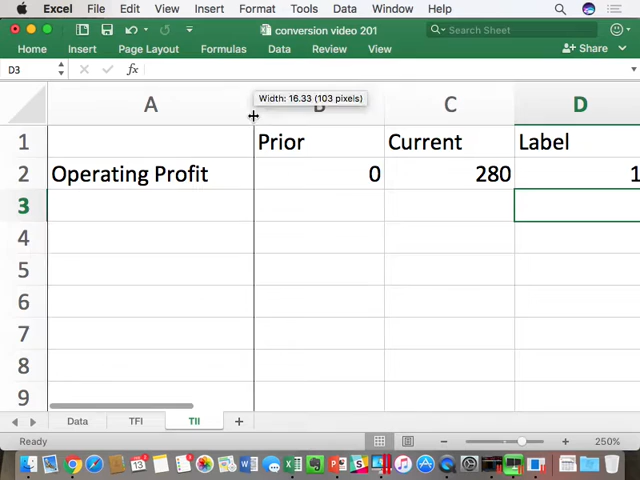 Excel File Edit View Insert Format Tools Data Window Help
conversion video 201
Search Sheet
Home Insert Page Layout Formulas Data Review View Share
D3 fx
Width: 16.33 (103 pixels)
A B C D
1 Prior Current Label
2 Operating Profit 0 280 1
3
4
5
6
7
8
9
Data TFI TII
Ready 250%
13